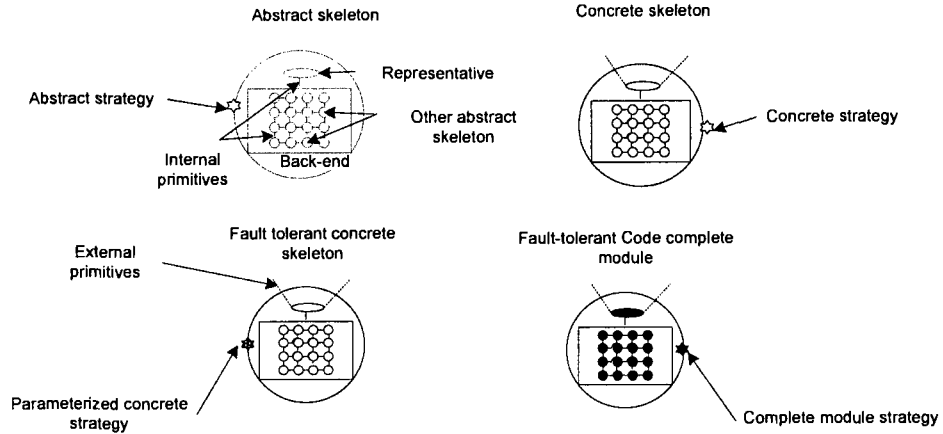 Abstract skeleton
Concrete skeleton
Representative
Abstract strategy
Other abstract
skeleton
Concrete strategy
Internal
primitives
Back-end
Fault tolerant concrete
skeleton
Fault-tolerant Code complete
module
External
primitives
Parameterized concrete
strategy
Complete module strategy